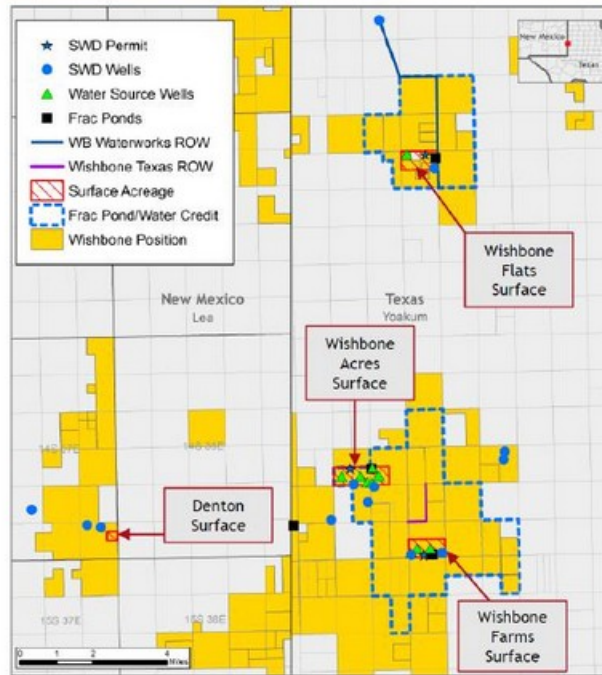 SWD Permit
SWD Wells
Water Source Wells
Frac Ponds
WB Waterworks ROW
Wishbone Texas ROW
Surface Acreage
Frac Pond/Water Credit
Wishbone Position
New Mexico
Texas
Wishbone
Flats
Surface
New Mexico
Lea
Texas
Yoakum
Wishbone
Acres
Surface
14S 37E
14S 38E
Denton
Surface
15S 37E
15S 38E
Wishbone
Farms
Surface
0 1 2 4
Miles